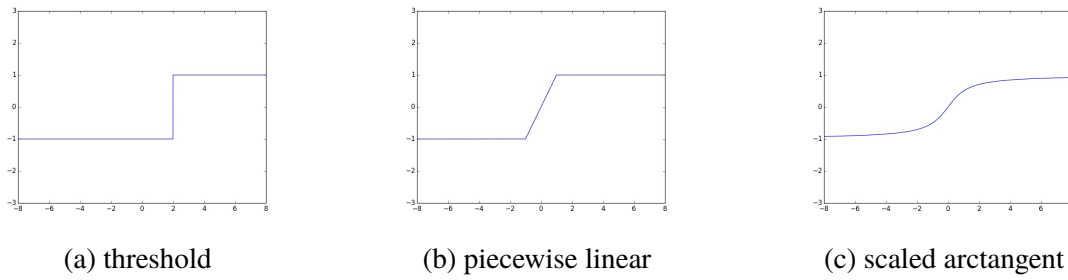 3 3 3
2 2 2
1 1 1
0 0 0
−1 −1 −1
−2 −2 −2
−3 −3 −3
−8 −6 −4 −2 0 2 4 6 8 −8 −6 −4 −2 0 2 4 6 8 −8 −6 −4 −2 0 2 4 6 8
(a) threshold (b) piecewise linear (c) scaled arctangent